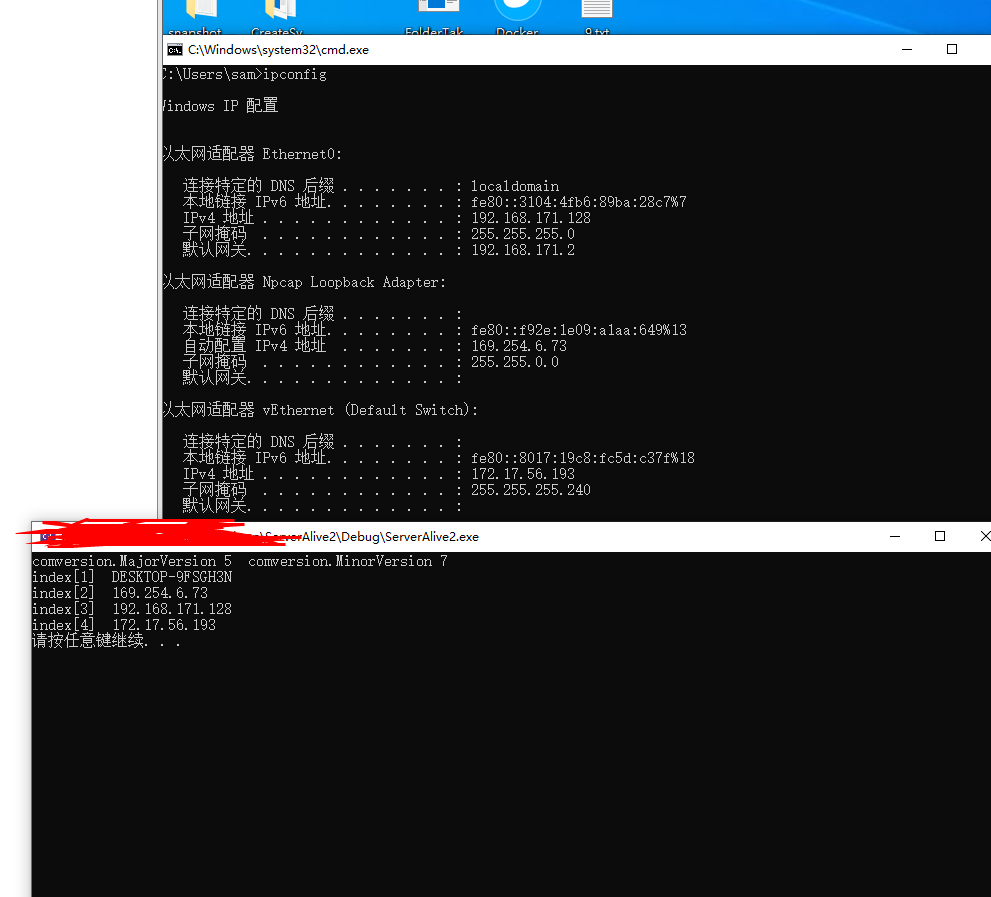 snapshot CreateSy FolderTak Docker 9.txt
C:\Windows\system32\cmd.exe
C:\Users\sam>ipconfig
Windows IP 配置
以太网适配器 Ethernet0:
连接特定的 DNS 后缀 . . . . . . . : localdomain
本地链接 IPv6 地址. . . . . . . . : fe80::3104:4fb6:89ba:28c7%7
IPv4 地址 . . . . . . . . . . . . : 192.168.171.128
子网掩码 . . . . . . . . . . . . : 255.255.255.0
默认网关. . . . . . . . . . . . . : 192.168.171.2
以太网适配器 Npcap Loopback Adapter:
连接特定的 DNS 后缀 . . . . . . . :
本地链接 IPv6 地址. . . . . . . . : fe80::f92e:1e09:a1aa:649%13
自动配置 IPv4 地址 . . . . . . . : 169.254.6.73
子网掩码 . . . . . . . . . . . . : 255.255.0.0
默认网关. . . . . . . . . . . . . :
以太网适配器 vEthernet (Default Switch):
连接特定的 DNS 后缀 . . . . . . . :
本地链接 IPv6 地址. . . . . . . . : fe80::8017:19c8:fc5d:c37f%18
IPv4 地址 . . . . . . . . . . . . : 172.17.56.193
子网掩码 . . . . . . . . . . . . : 255.255.255.240
默认网关. . . . . . . . . . . . . :
\ServerAlive2\Debug\ServerAlive2.exe
comversion.MajorVersion 5 comversion.MinorVersion 7
index[1] DESKTOP-9FSGH3N
index[2] 169.254.6.73
index[3] 192.168.171.128
index[4] 172.17.56.193
请按任意键继续. . .